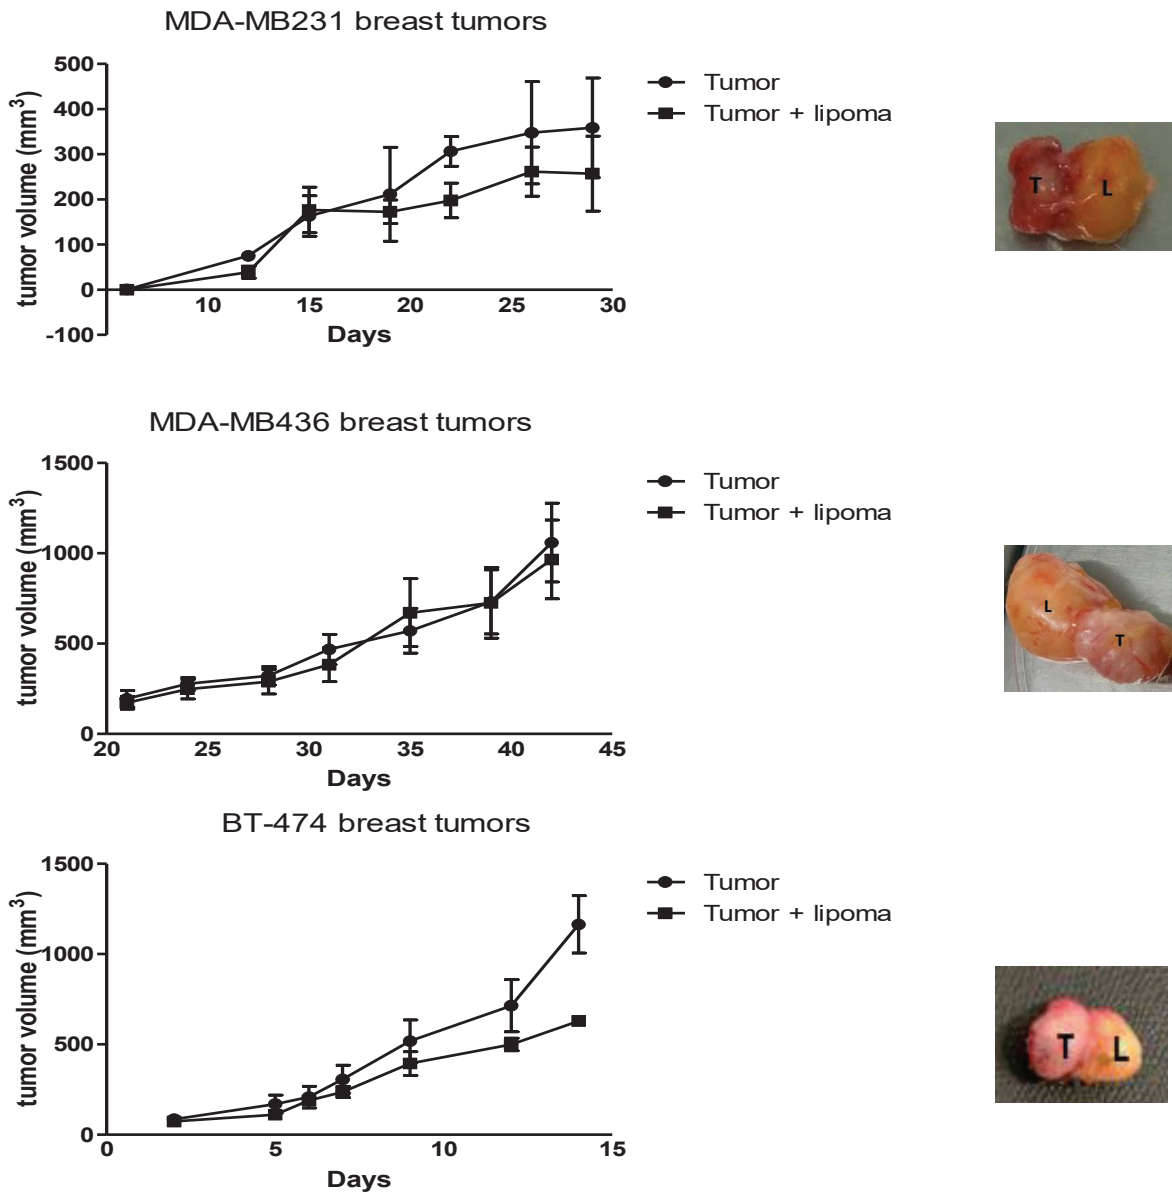 MDA-MB231 breast tumors
tumor volume (mm³)
500
400
300
200
100
0
-100
10
15
20
25
30
Days
Tumor
Tumor + lipoma
T
L
MDA-MB436 breast tumors
tumor volume (mm³)
1500
1000
500
0
20
25
30
35
40
45
Days
Tumor
Tumor + lipoma
L
T
BT-474 breast tumors
tumor volume (mm³)
1500
1000
500
0
0
5
10
15
Days
Tumor
Tumor + lipoma
T
L